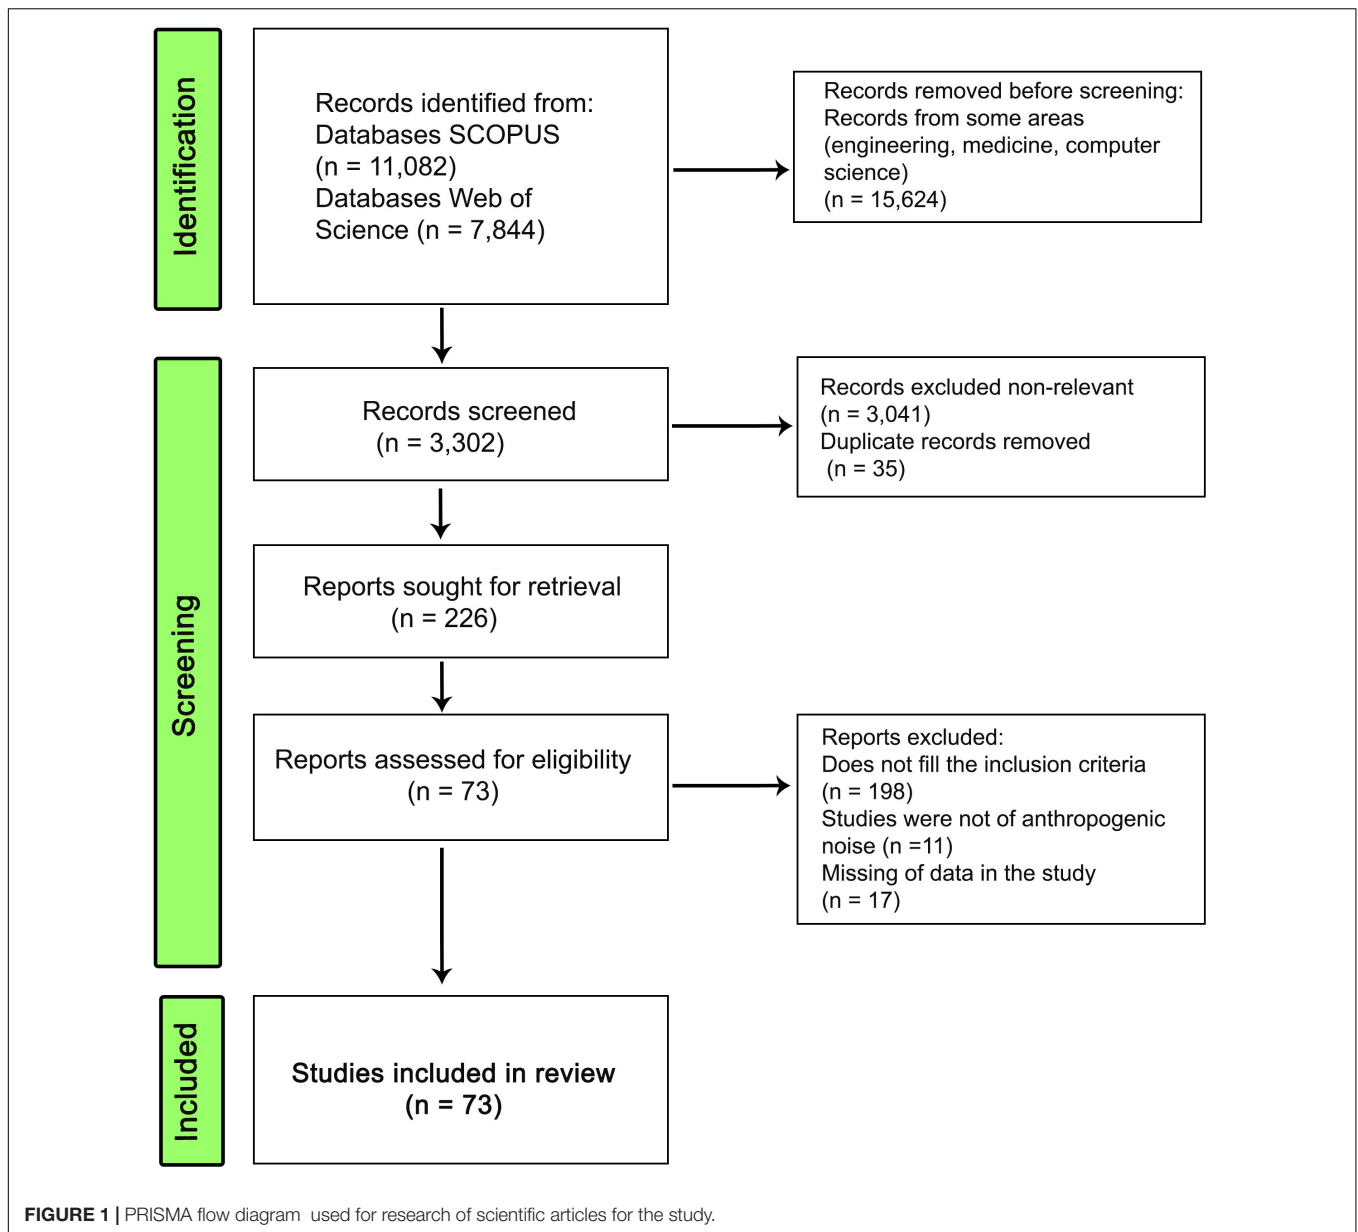 Identification
Records identified from:
Databases SCOPUS
(n = 11,082)
Databases Web of
Science (n = 7,844)
Records removed before screening:
Records from some areas
(engineering, medicine, computer
science)
(n = 15,624)
Screening
Records screened
(n = 3,302)
Records excluded non-relevant
(n = 3,041)
Duplicate records removed
(n = 35)
Reports sought for retrieval
(n = 226)
Reports assessed for eligibility
(n = 73)
Reports excluded:
Does not fill the inclusion criteria
(n = 198)
Studies were not of anthropogenic
noise (n =11)
Missing of data in the study
(n = 17)
Included
Studies included in review
(n = 73)
FIGURE 1 | PRISMA flow diagram used for research of scientific articles for the study.